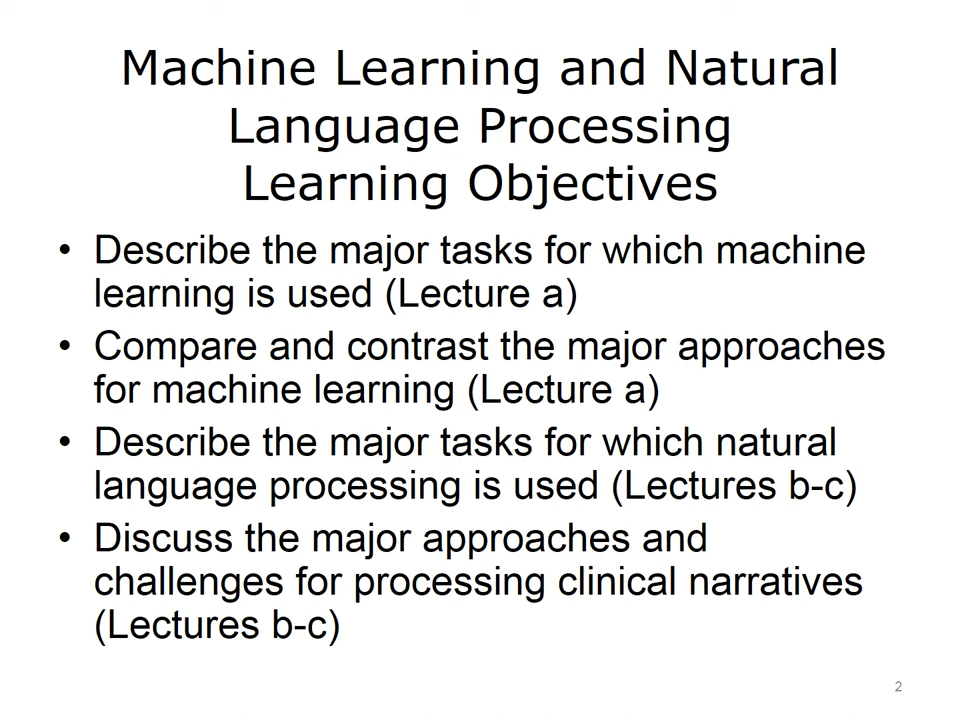 Machine Learning and Natural
Language Processing
Learning Objectives
• Describe the major tasks for which machine
learning is used (Lecture a)
• Compare and contrast the major approaches
for machine learning (Lecture a)
• Describe the major tasks for which natural
language processing is used (Lectures b-c)
• Discuss the major approaches and
challenges for processing clinical narratives
(Lectures b-c)
2